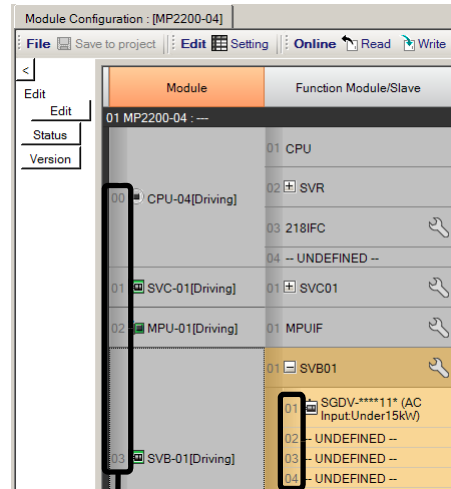 Module Configuration : [MP2200-04]
File Save to project Edit Setting Online Read Write
<
Edit
Edit
Status
Version
Module Function Module/Slave
01 MP2200-04 : ---
00 CPU-04[Driving]
01 CPU
02 SVR
03 218IFC
04 -- UNDEFINED --
01 SVC-01[Driving] 01 SVC01
02 MPU-01[Driving] 01 MPUIF
03 SVB-01[Driving]
01 SVB01
01 SGDV-****11* (AC
Input:Under15kW)
02 -- UNDEFINED --
03 -- UNDEFINED --
04 -- UNDEFINED --